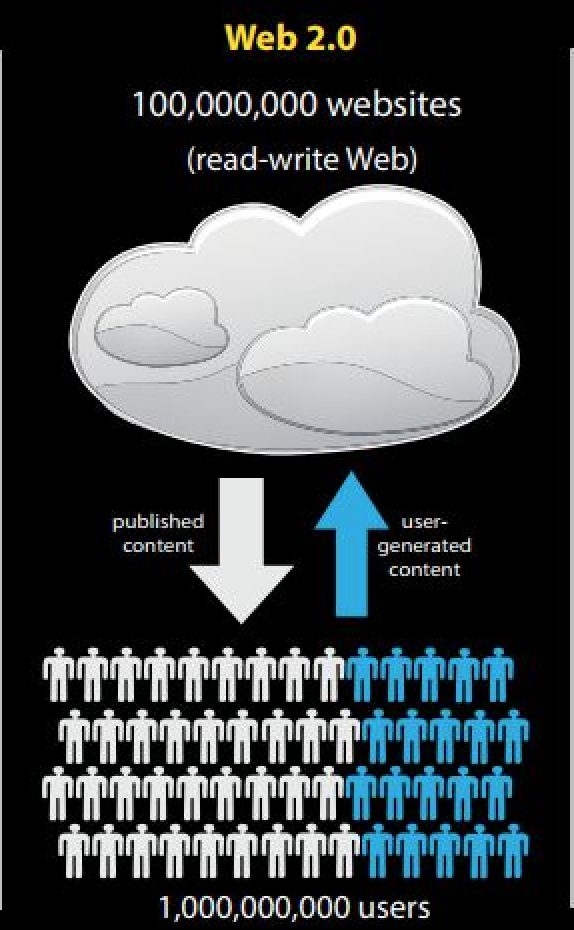 Web 2.0
100,000,000 websites
(read-write Web)
published
content
user-
generated
content
1,000,000,000 users